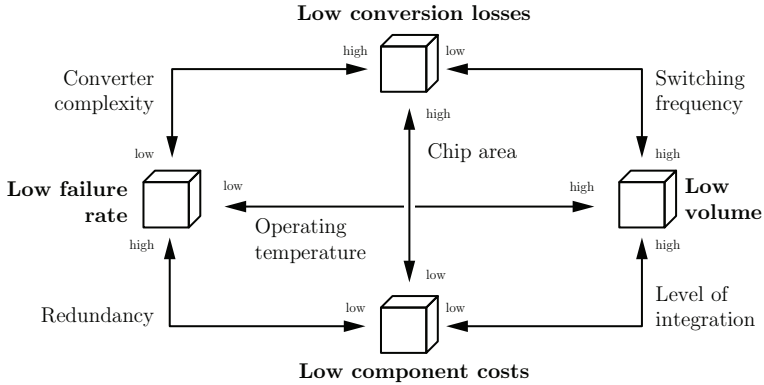 Low conversion losses
high
low
Converter
complexity
Switching
frequency
high
Chip area
low
high
Low failure
rate
low
high
Low
volume
Operating
temperature
high
high
low
Redundancy
low
low
Level of
integration
Low component costs